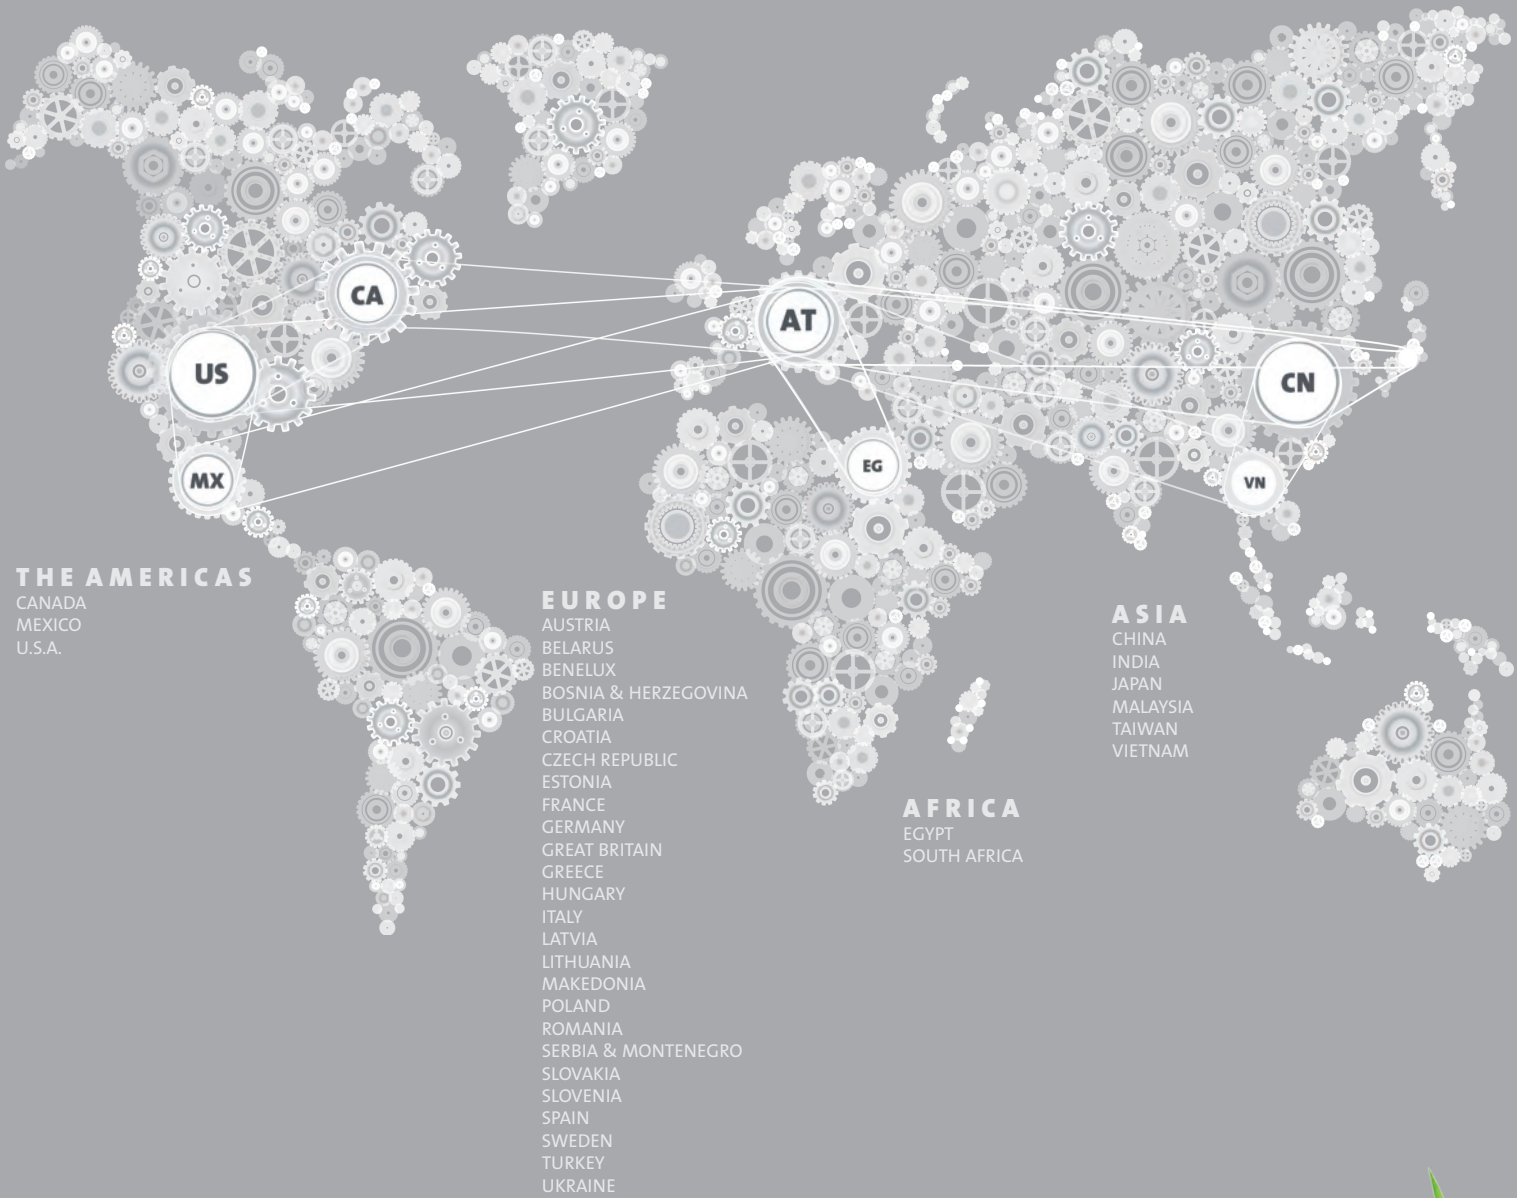 CA
US
MX
AT
EG
CN
VN
THE AMERICAS
CANADA
MEXICO
U.S.A.
EUROPE
AUSTRIA
BELARUS
BENELUX
BOSNIA & HERZEGOVINA
BULGARIA
CROATIA
CZECH REPUBLIC
ESTONIA
FRANCE
GERMANY
GREAT BRITAIN
GREECE
HUNGARY
ITALY
LATVIA
LITHUANIA
MAKEDONIA
POLAND
ROMANIA
SERBIA & MONTENEGRO
SLOVAKIA
SLOVENIA
SPAIN
SWEDEN
TURKEY
UKRAINE
AFRICA
EGYPT
SOUTH AFRICA
ASIA
CHINA
INDIA
JAPAN
MALAYSIA
TAIWAN
VIETNAM